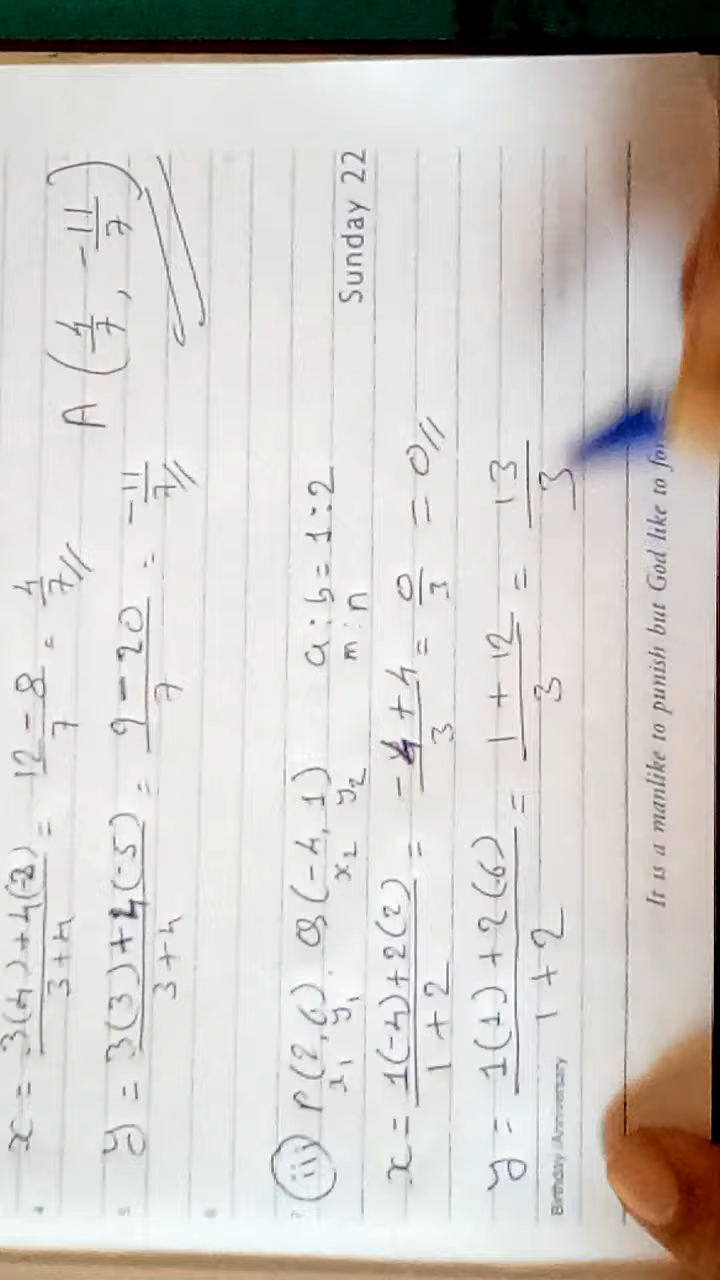 x = 3(4)+4(-2)/3+4 = 12-8/7 = 4/7//
y = 3(3)+4(-5)/3+4 = 9-20/7 = -11/7//
A (4/7, -11/7)
(iii) P(2,6) Q(-4,1) a:b=1:2
x1 y1 x2 y2 m:n
Sunday 22
x = 1(-4)+2(2)/1+2 = -4+4/3 = 0/3 = 0//
y = 1(1)+2(6)/1+2 = 1+12/3 = 13/3
Birthday / Anniversary
It is a manlike to punish but God like to